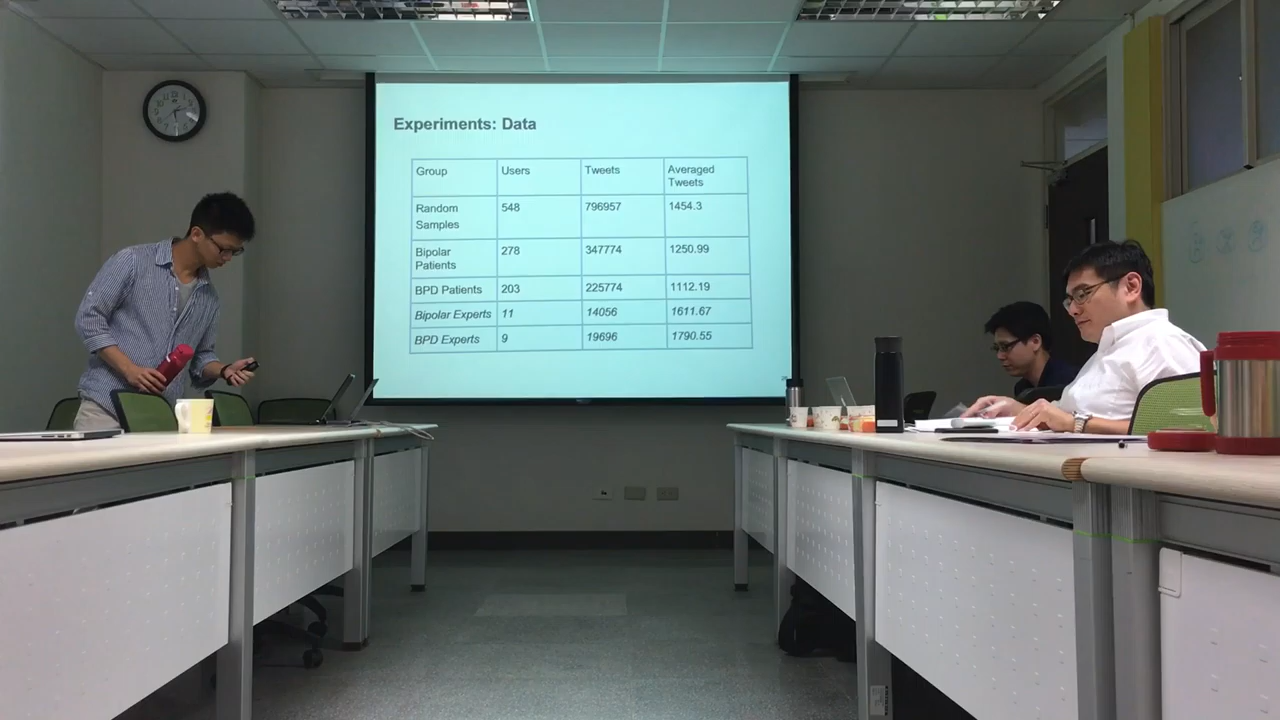 Experiments: Data
Group Users Tweets Averaged
Tweets
Random
Samples 548 796957 1454.3
Bipolar
Patients 278 347774 1250.99
BPD Patients 203 225774 1112.19
Bipolar Experts 11 14056 1611.67
BPD Experts 9 19696 1790.55